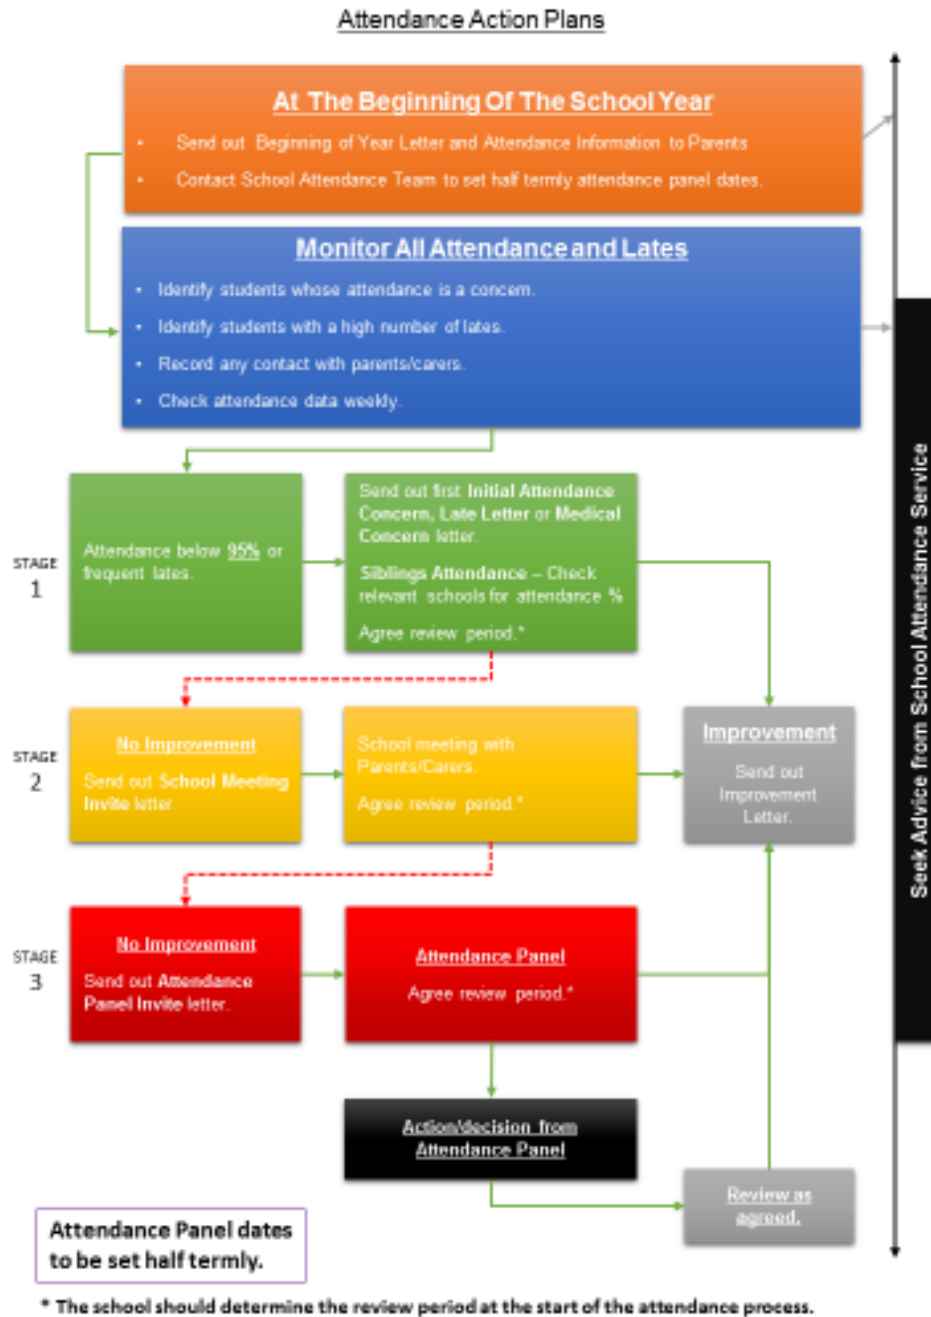 Attendance Action Plans
At The Beginning Of The School Year
• Send out Beginning of Year Letter and Attendance Information to Parents
• Contact School Attendance Team to set half termly attendance panel dates.
Monitor All Attendance and Lates
• Identify students whose attendance is a concern.
• Identify students with a high number of lates.
• Record any contact with parents/carers.
• Check attendance data weekly.
STAGE
1
Attendance below 95% or
frequent lates.
Send out first Initial Attendance
Concern, Late Letter or Medical
Concern letter.
Siblings Attendance – Check
relevant schools for attendance %
Agree review period.*
STAGE
2
No Improvement
Send out School Meeting
Invite letter.
School meeting with
Parents/Carers.
Agree review period.*
Improvement
Send out
Improvement
Letter.
STAGE
3
No Improvement
Send out Attendance
Panel Invite letter.
Attendance Panel
Agree review period.*
Action/decision from
Attendance Panel
Review as
agreed.
Seek Advice from School Attendance Service
Attendance Panel dates
to be set half termly.
* The school should determine the review period at the start of the attendance process.